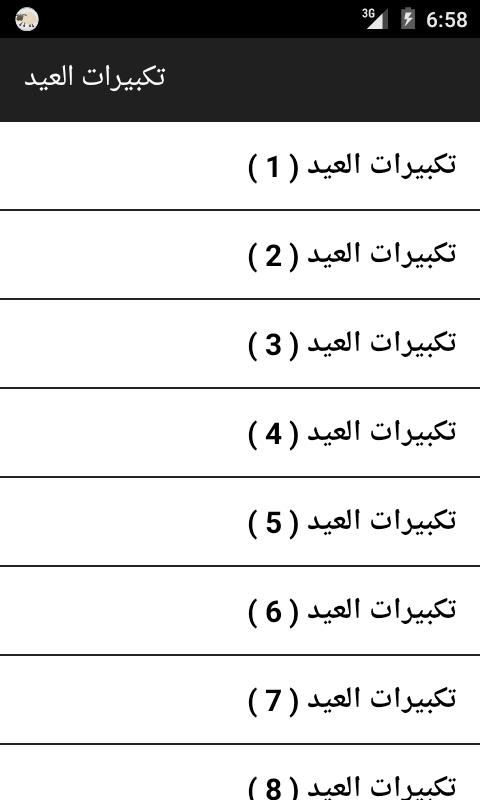 3G 6:58
تكبيرات العيد
تكبيرات العيد ( 1 )
تكبيرات العيد ( 2 )
تكبيرات العيد ( 3 )
تكبيرات العيد ( 4 )
تكبيرات العيد ( 5 )
تكبيرات العيد ( 6 )
تكبيرات العيد ( 7 )
تكبيرات العيد ( 8 )